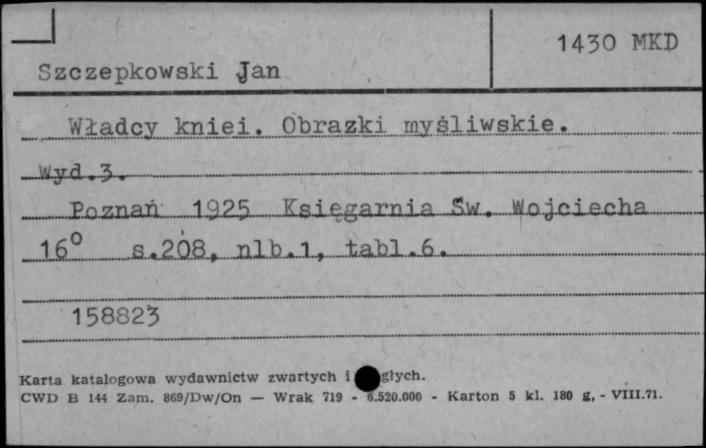 1430 MKD
Szczepkowski Jan
Władcy kniei. Obrazki myśliwskie.
Wyd.3.
Poznań 1925 Księgarnia Św. Wojciecha
16° s.208, nlb.1, tabl.6.
158823
Karta katalogowa wydawnictw zwartych i głych.
CWD B 144 Zam. 869/Dw/On — Wrak 719 - 6.520.000 - Karton 5 kl. 180 g, - VIII.71.